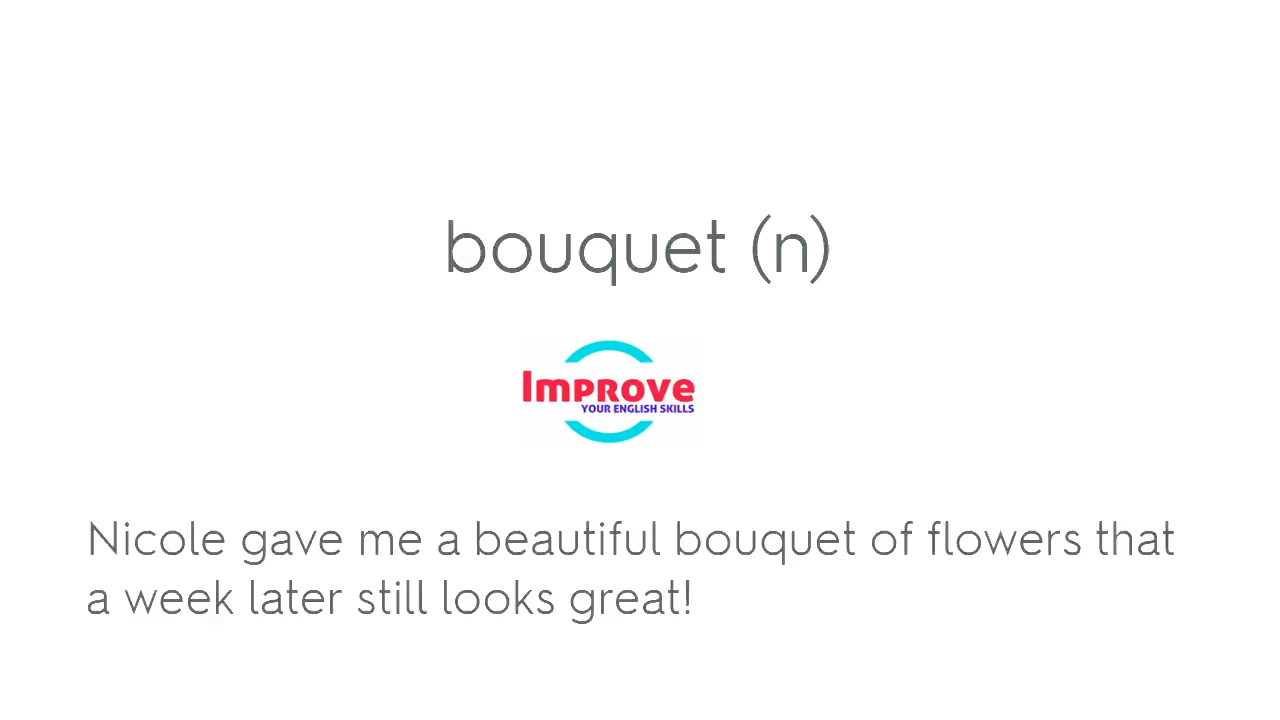 bouquet (n)
Improve
YOUR ENGLISH SKILLS
Nicole gave me a beautiful bouquet of flowers that
a week later still looks great!